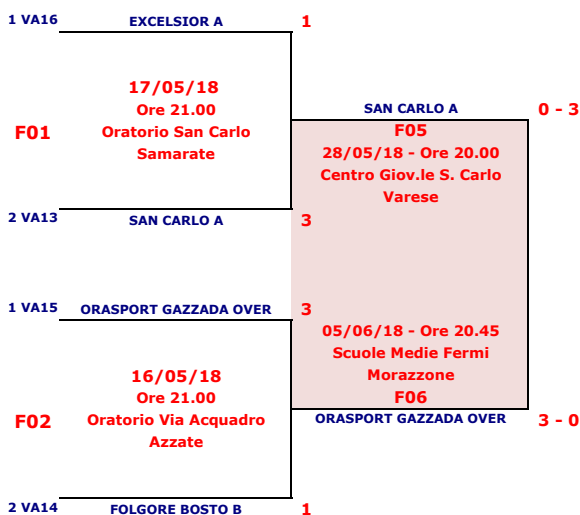 1 VA16
EXCELSIOR A
1
17/05/18
Ore 21.00
F01
Oratorio San Carlo
Samarate
2 VA13
SAN CARLO A
3
SAN CARLO A
0 - 3
F05
28/05/18 - Ore 20.00
Centro Giov.le S. Carlo
Varese
1 VA15
ORASPORT GAZZADA OVER
3
16/05/18
Ore 21.00
F02
Oratorio Via Acquadro
Azzate
2 VA14
FOLGORE BOSTO B
1
05/06/18 - Ore 20.45
Scuole Medie Fermi
Morazzone
F06
ORASPORT GAZZADA OVER
3 - 0